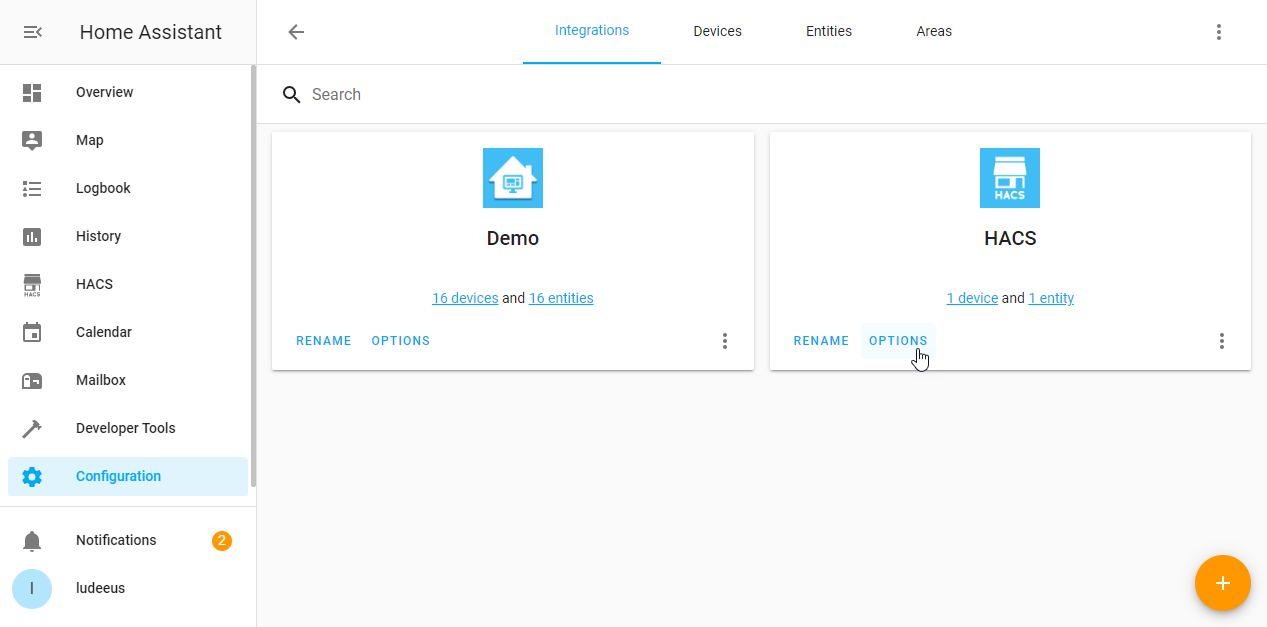 Home Assistant
Integrations
Devices
Entities
Areas
Overview
Map
Logbook
History
HACS
HACS
Calendar
Mailbox
Developer Tools
Configuration
Notifications
2
l
ludeeus
Search
Demo
16 devices and 16 entities
RENAME
OPTIONS
HACS
HACS
1 device and 1 entity
RENAME
OPTIONS